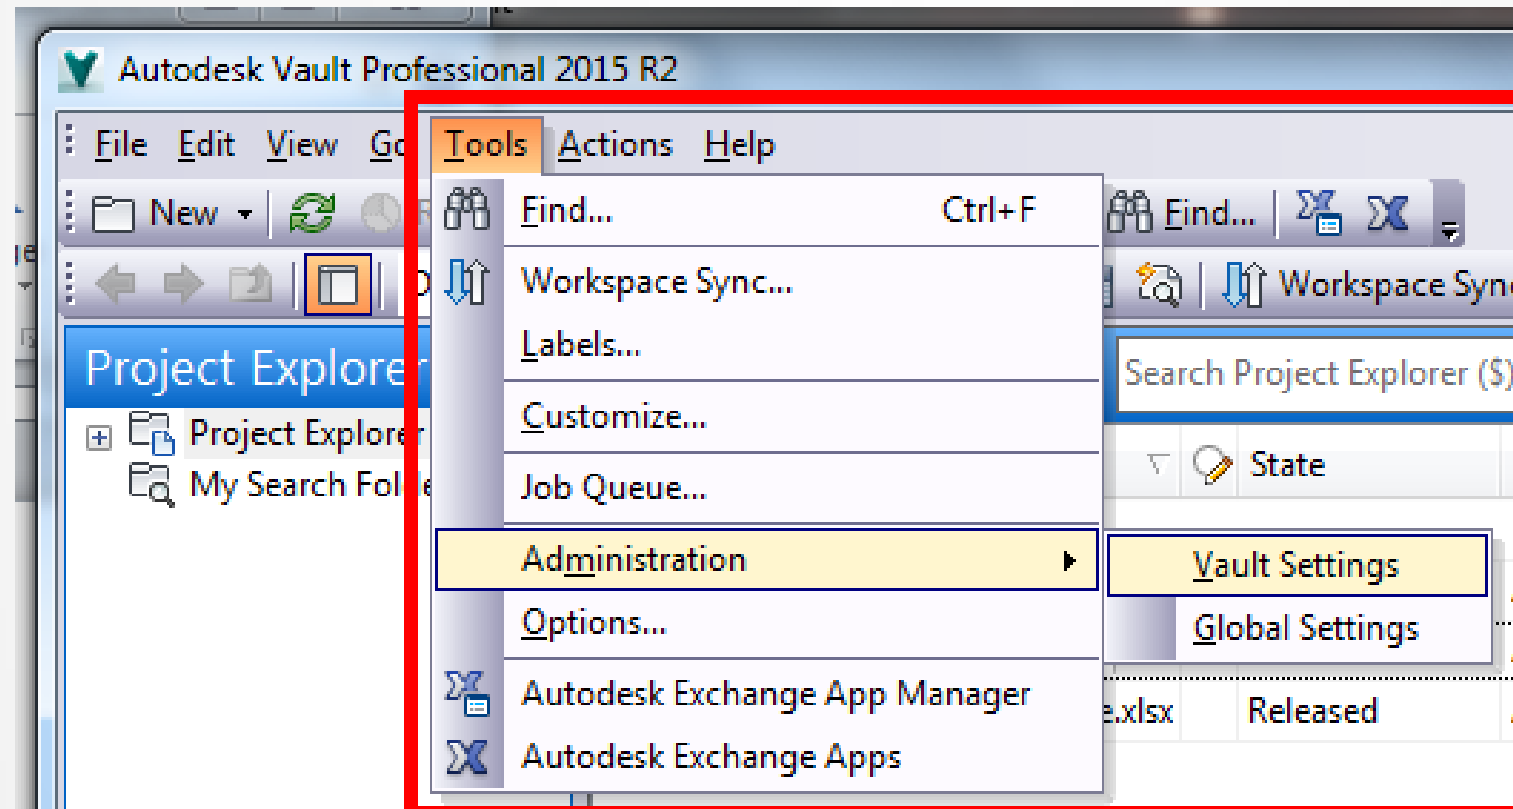 Autodesk Vault Professional 2015 R2
File Edit View Tools Actions Help
New Find...
Workspace Sync
Project Explorer
Search Project Explorer ($)
Project Explorer
My Search Folde
State
Released
.xlsx
Find... Ctrl+F
Workspace Sync...
Labels...
Customize...
Job Queue...
Administration
Options...
Autodesk Exchange App Manager
Autodesk Exchange Apps
Vault Settings
Global Settings